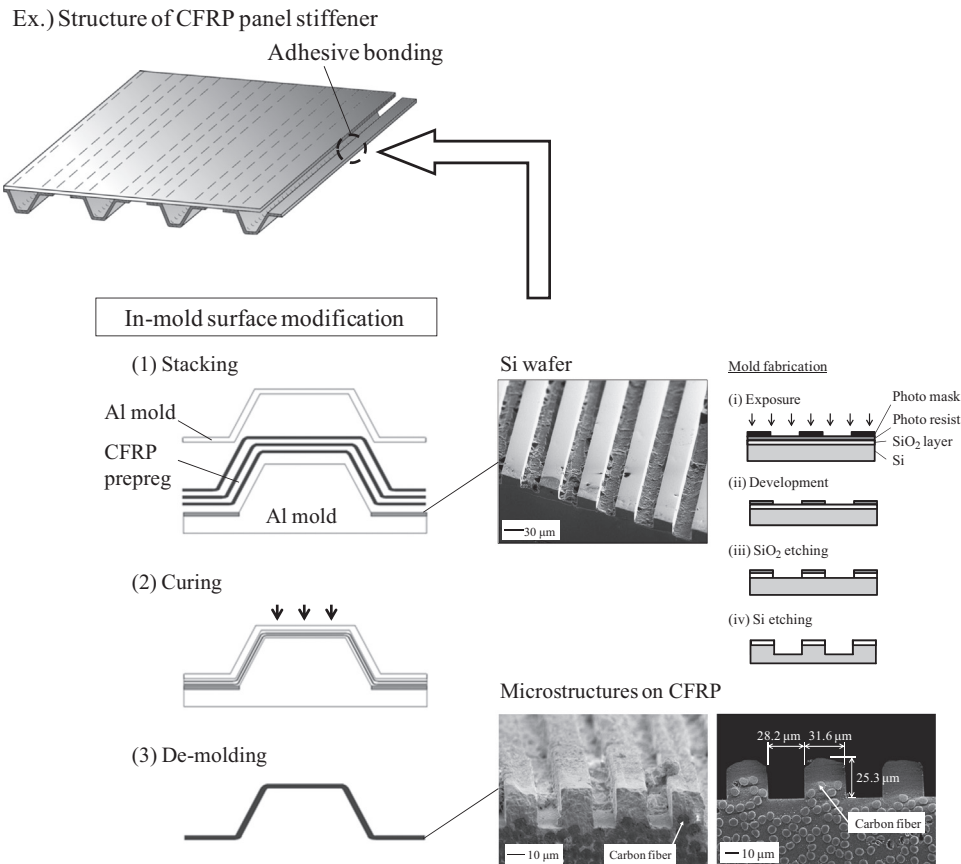 Ex.) Structure of CFRP panel stiffener
Adhesive bonding
In-mold surface modification
(1) Stacking
Al mold
CFRP
prepreg
Al mold
(2) Curing
(3) De-molding
Si wafer
30 μm
Mold fabrication
(i) Exposure
Photo mask
Photo resist
SiO₂ layer
Si
(ii) Development
(iii) SiO₂ etching
(iv) Si etching
Microstructures on CFRP
10 μm
Carbon fiber
28.2 μm
31.6 μm
25.3 μm
Carbon fiber
10 μm